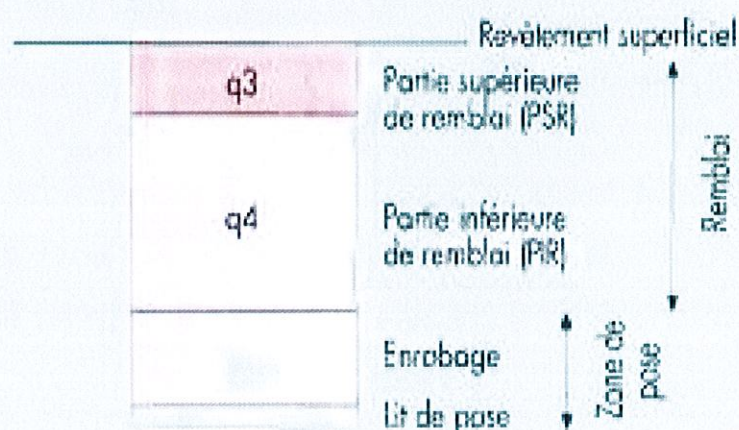 Revêlement superficiel
q3
Partie supérieure
de remblai (PSR)
q4
Partie inférieure
de remblai (PIR)
Remblai
Enrobage
Lit de pose
Zone de
pose